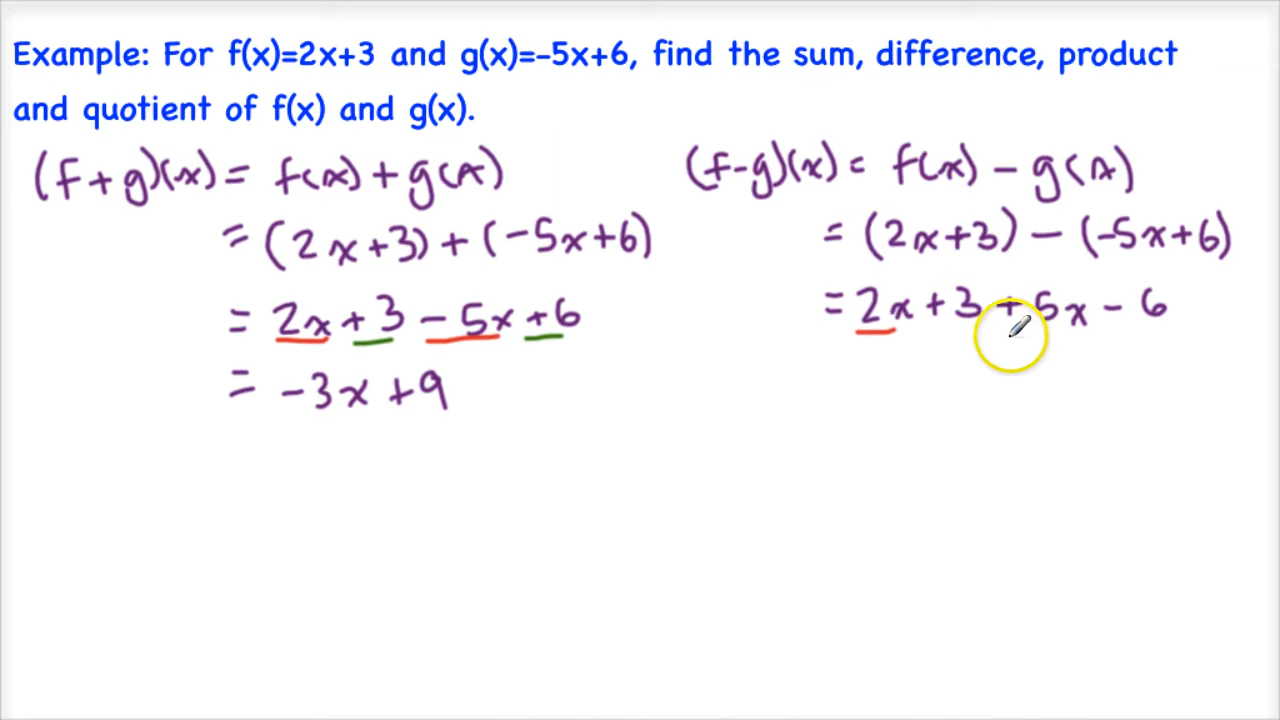 Example: For f(x)=2x+3 and g(x)=-5x+6, find the sum, difference, product
and quotient of f(x) and g(x).
(f+g)(x) = f(x) + g(x)
= (2x+3) + (-5x+6)
= 2x + 3 - 5x + 6
= -3x + 9
(f-g)(x) = f(x) - g(x)
= (2x+3) - (-5x+6)
= 2x + 3 + 5x - 6